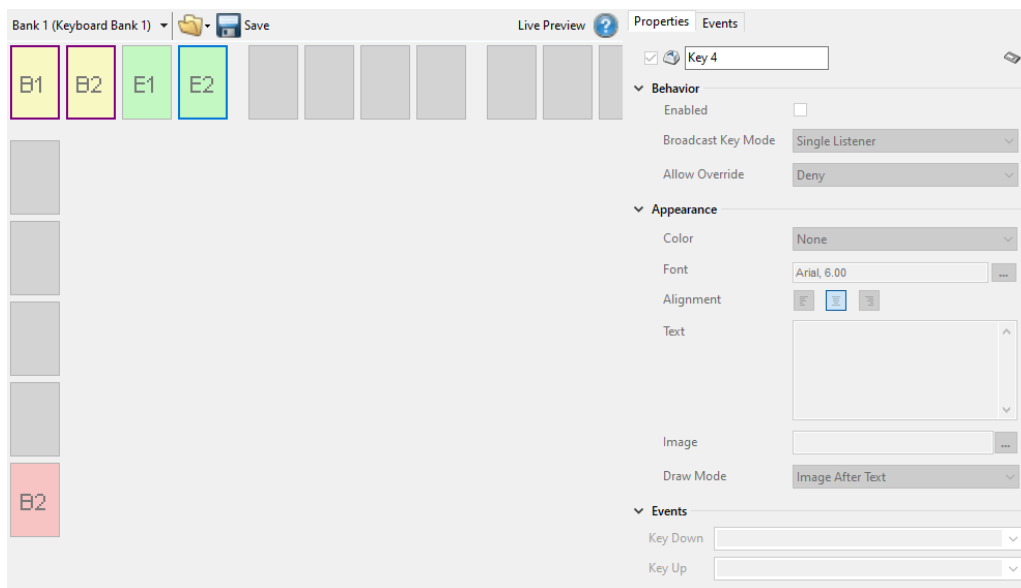 Bank 1 (Keyboard Bank 1) Save Live Preview
B1 B2 E1 E2
B2
Properties Events
Key 4
Behavior
Enabled
Broadcast Key Mode Single Listener
Allow Override Deny
Appearance
Color None
Font Arial, 6.00 ...
Alignment
Text
Image ...
Draw Mode Image After Text
Events
Key Down
Key Up